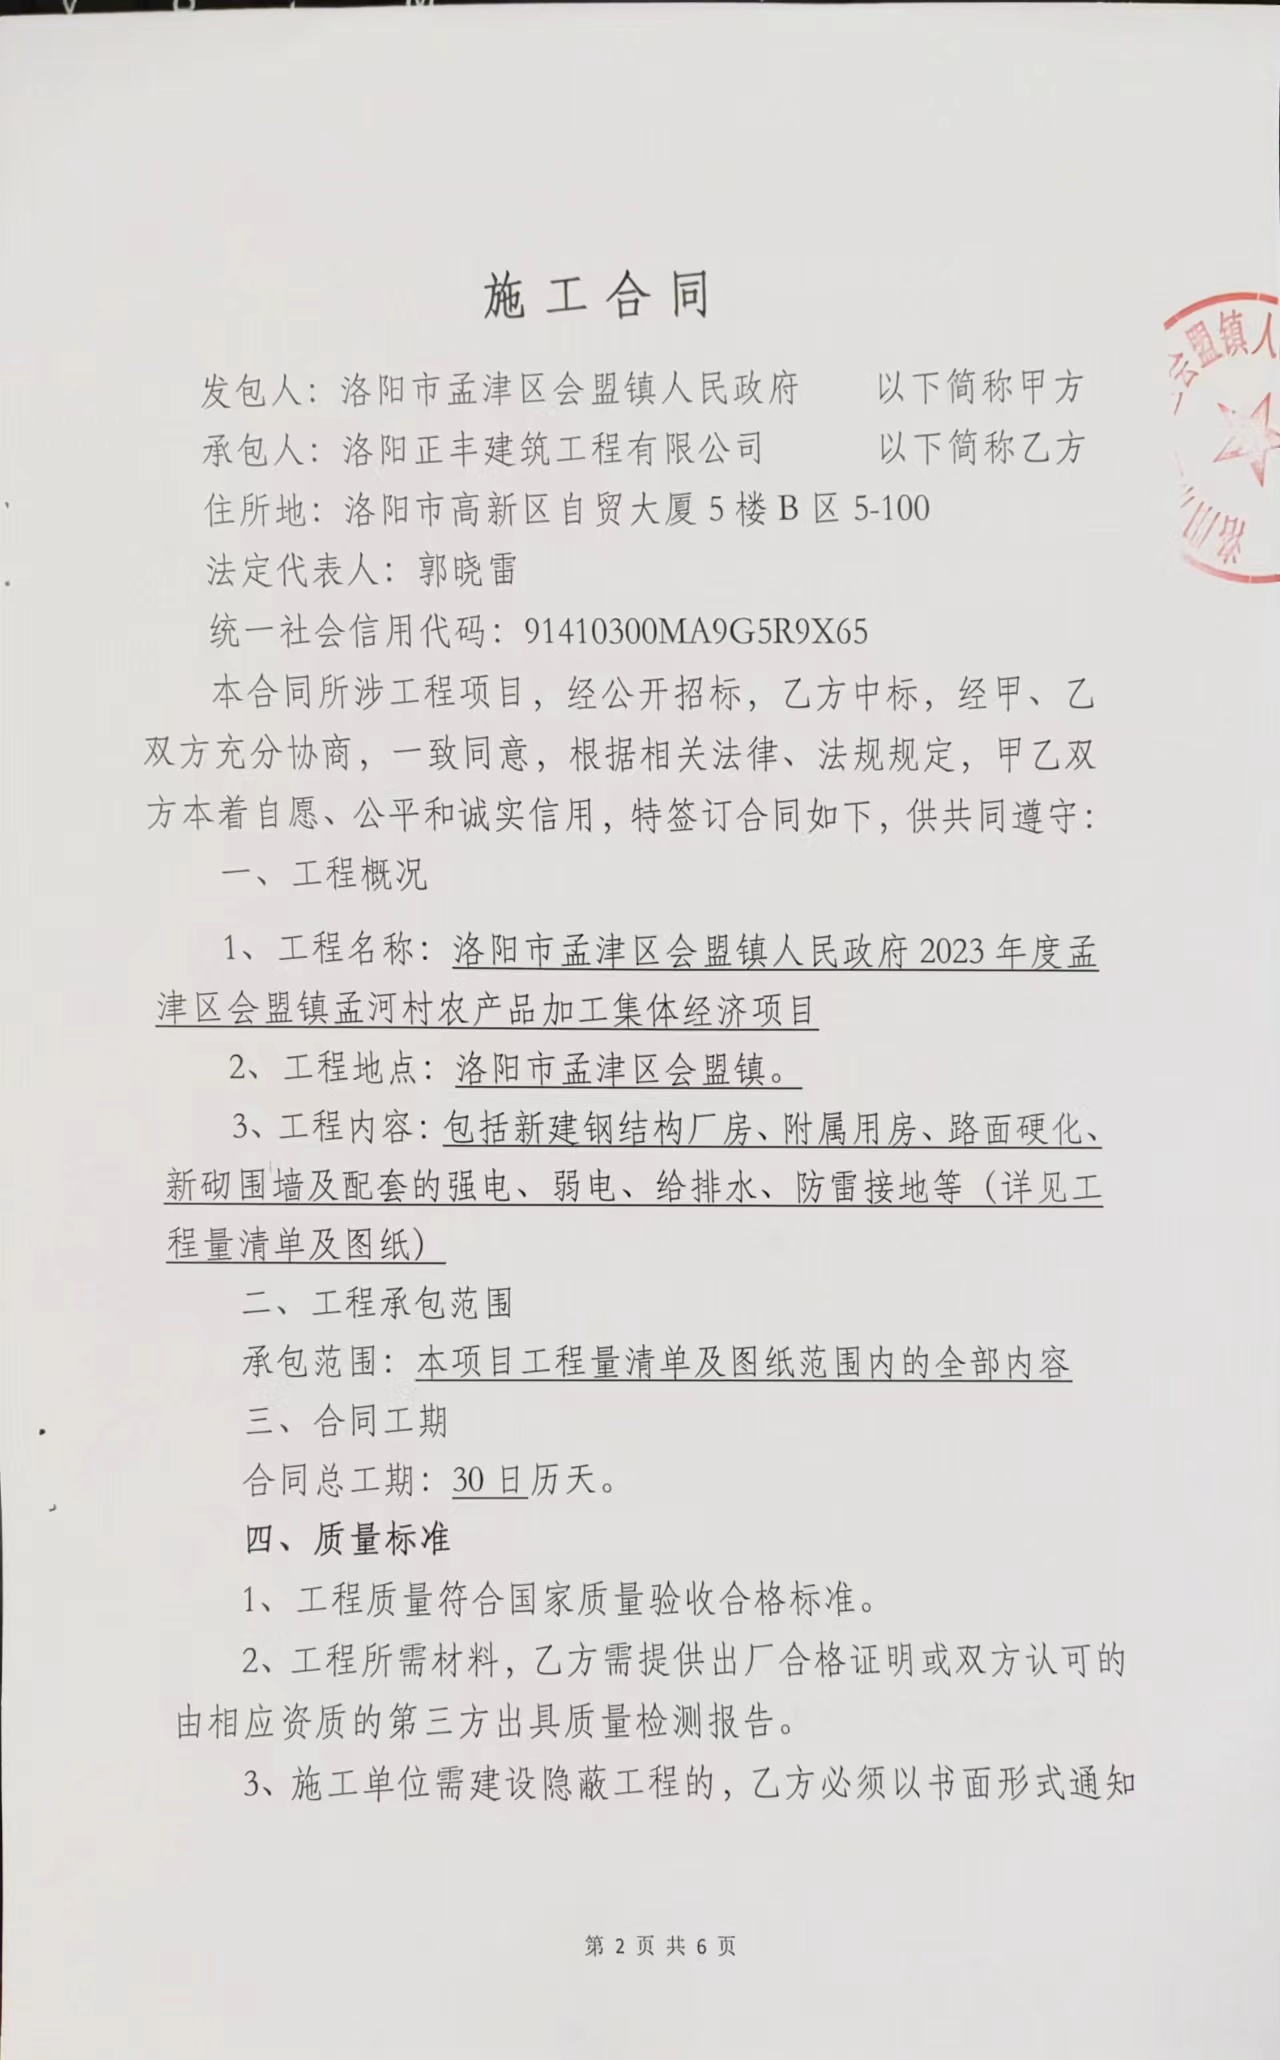 施工合同
发包人：洛阳市孟津区会盟镇人民政府 以下简称甲方
承包人：洛阳正丰建筑工程有限公司 以下简称乙方
住所地：洛阳市高新区自贸大厦 5 楼 B 区 5-100
法定代表人：郭晓雷
统一社会信用代码：91410300MA9G5R9X65
本合同所涉工程项目，经公开招标，乙方中标，经甲、乙
双方充分协商，一致同意，根据相关法律、法规规定，甲乙双
方本着自愿、公平和诚实信用，特签订合同如下，供共同遵守：
一、工程概况
1、工程名称：洛阳市孟津区会盟镇人民政府 2023 年度孟
津区会盟镇孟河村农产品加工集体经济项目
2、工程地点：洛阳市孟津区会盟镇。
3、工程内容：包括新建钢结构厂房、附属用房、路面硬化、
新砌围墙及配套的强电、弱电、给排水、防雷接地等（详见工
程量清单及图纸）
二、工程承包范围
承包范围：本项目工程量清单及图纸范围内的全部内容
三、合同工期
合同总工期：30 日历天。
四、质量标准
1、工程质量符合国家质量验收合格标准。
2、工程所需材料，乙方需提供出厂合格证明或双方认可的
由相应资质的第三方出具质量检测报告。
3、施工单位需建设隐蔽工程的，乙方必须以书面形式通知
第 2 页 共 6 页
会盟镇人